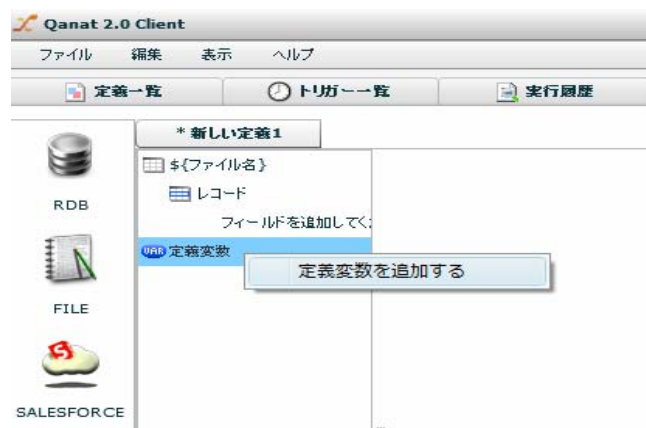 Qanat 2.0 Client
ファイル 編集 表示 ヘルプ
定義一覧 トリガー一覧 実行履歴
* 新しい定義1
RDB
${ファイル名}
レコード
フィールドを追加してく
VAR 定義変数
定義変数を追加する
FILE
SALESFORCE